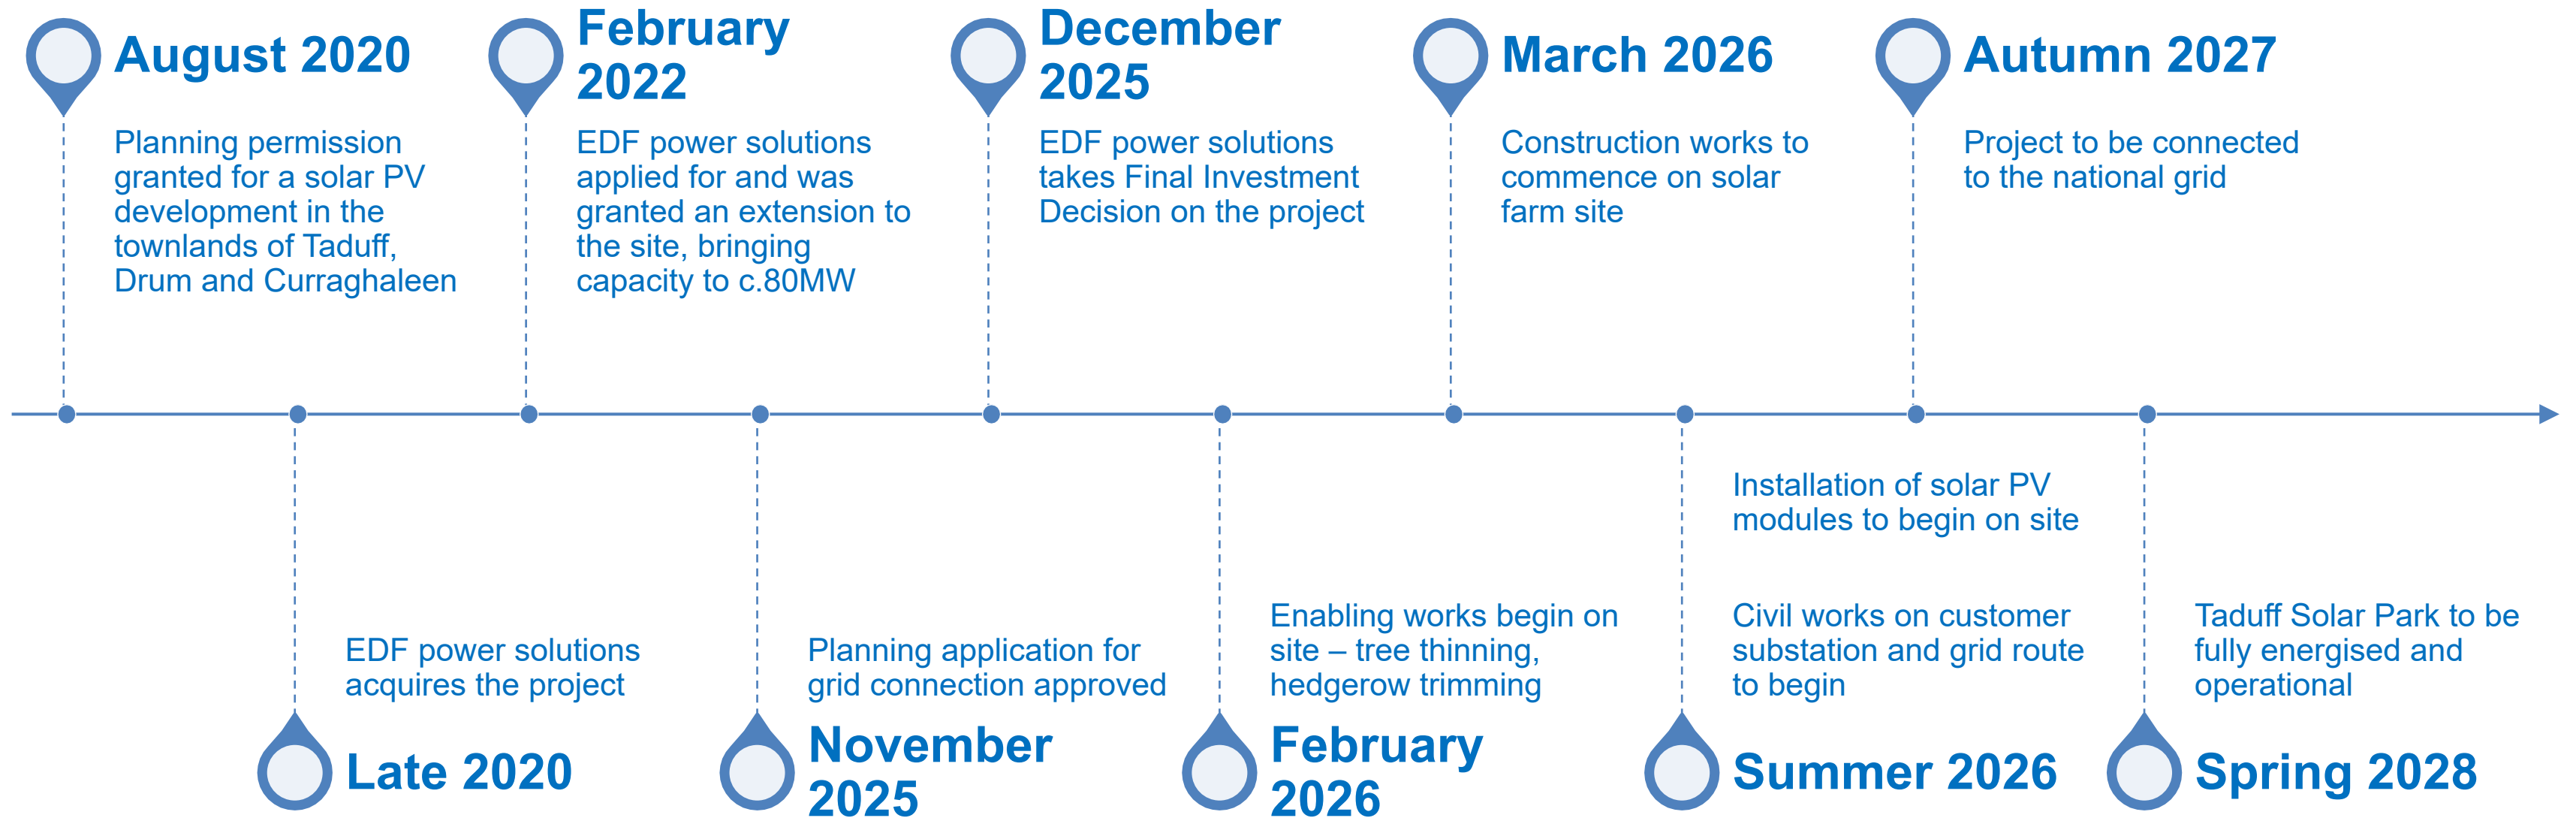 August 2020
Planning permission
granted for a solar PV
development in the
townlands of Taduff,
Drum and Curraghaleen
February
2022
EDF power solutions
applied for and was
granted an extension to
the site, bringing
capacity to c.80MW
December
2025
EDF power solutions
takes Final Investment
Decision on the project
March 2026
Construction works to
commence on solar
farm site
Autumn 2027
Project to be connected
to the national grid
EDF power solutions
acquires the project
Late 2020
Planning application for
grid connection approved
November
2025
Enabling works begin on
site – tree thinning,
hedgerow trimming
February
2026
Installation of solar PV
modules to begin on site
Civil works on customer
substation and grid route
to begin
Summer 2026
Taduff Solar Park to be
fully energised and
operational
Spring 2028